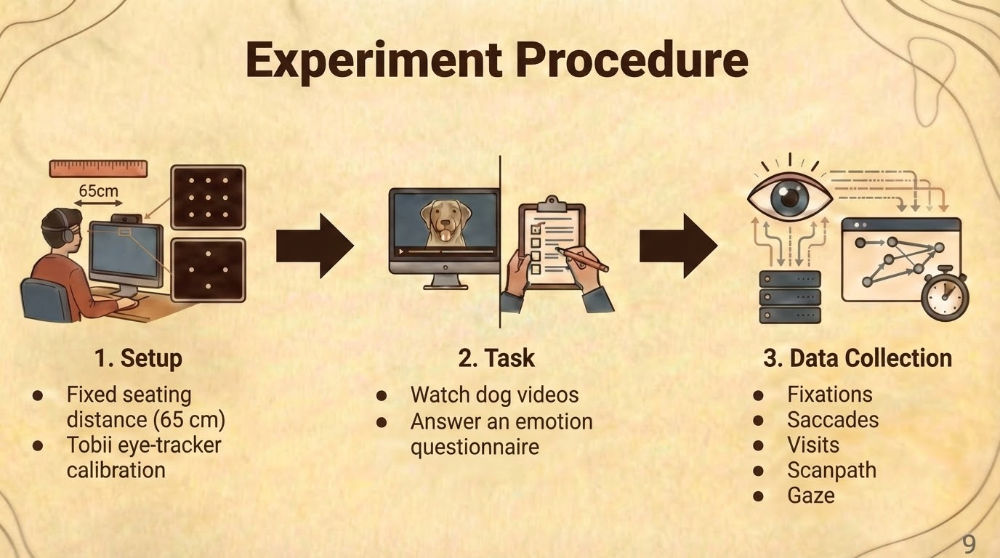 Experiment Procedure
65cm
1. Setup
● Fixed seating
distance (65 cm)
● Tobii eye-tracker
calibration
2. Task
● Watch dog videos
● Answer an emotion
questionnaire
3. Data Collection
● Fixations
● Saccades
● Visits
● Scanpath
● Gaze
9